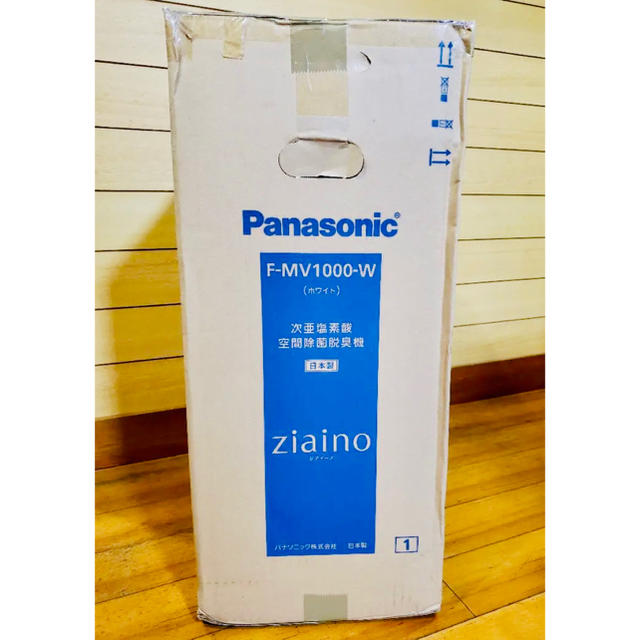 Panasonic®
F-MV1000-W
(ホワイト)
次亜塩素酸
空間除菌脱臭機
日本製
ziaino
ジアイーノ
パナソニック株式会社 日本製
1